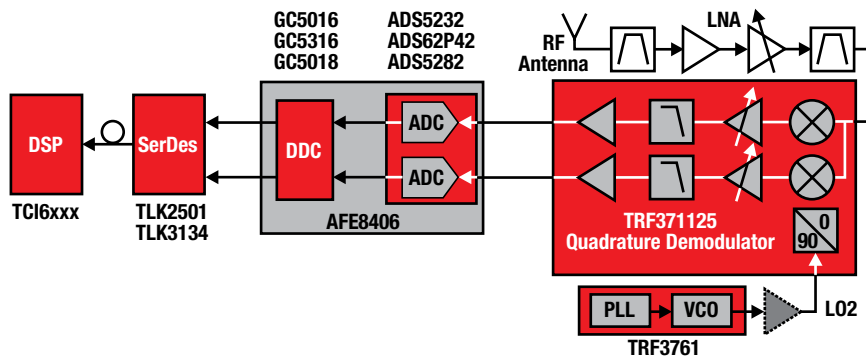 GC5016
GC5316
GC5018
ADS5232
ADS62P42
ADS5282
RF
Antenna
LNA
DSP
TCI6xxx
SerDes
TLK2501
TLK3134
DDC
ADC
ADC
AFE8406
TRF371125
Quadrature Demodulator
0
90
PLL
VCO
TRF3761
LO2